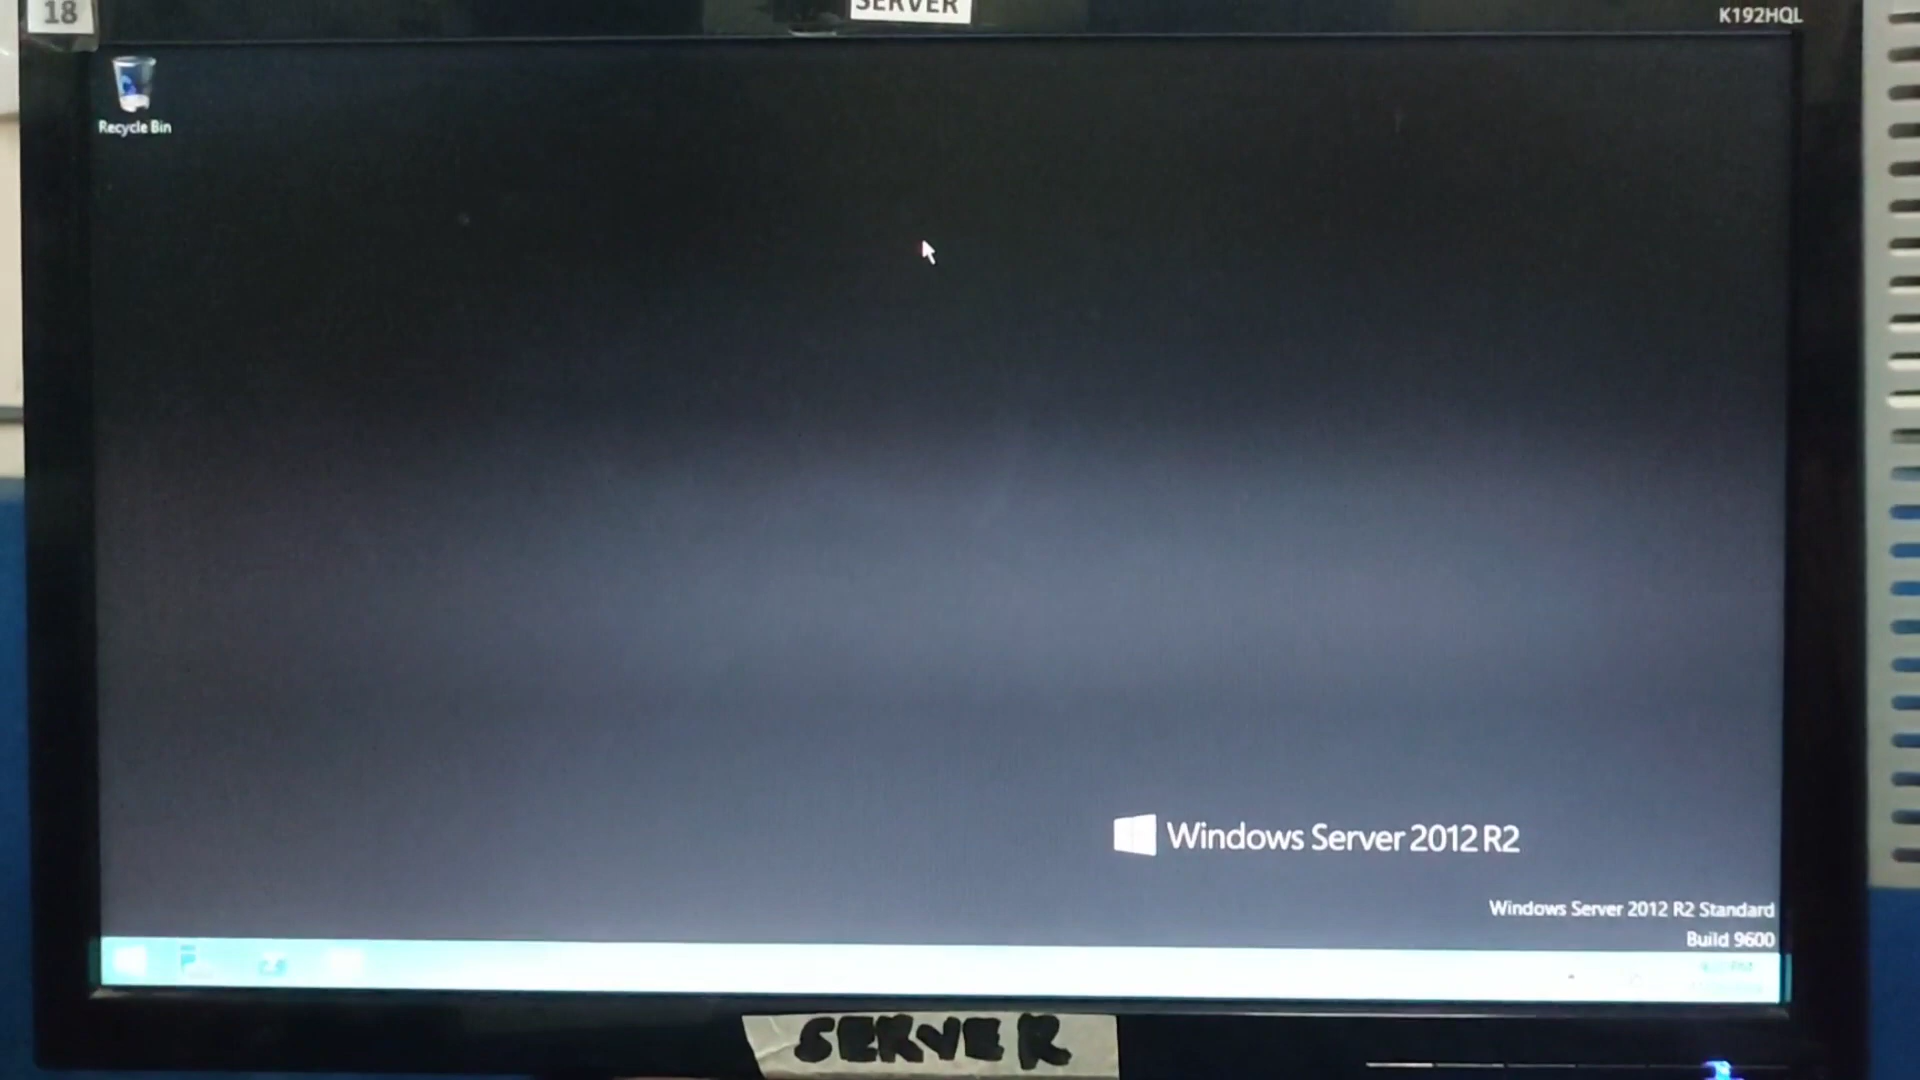 18
SERVER
K192HQL
Recycle Bin
Windows Server 2012 R2
Windows Server 2012 R2 Standard
Build 9600
SERVER